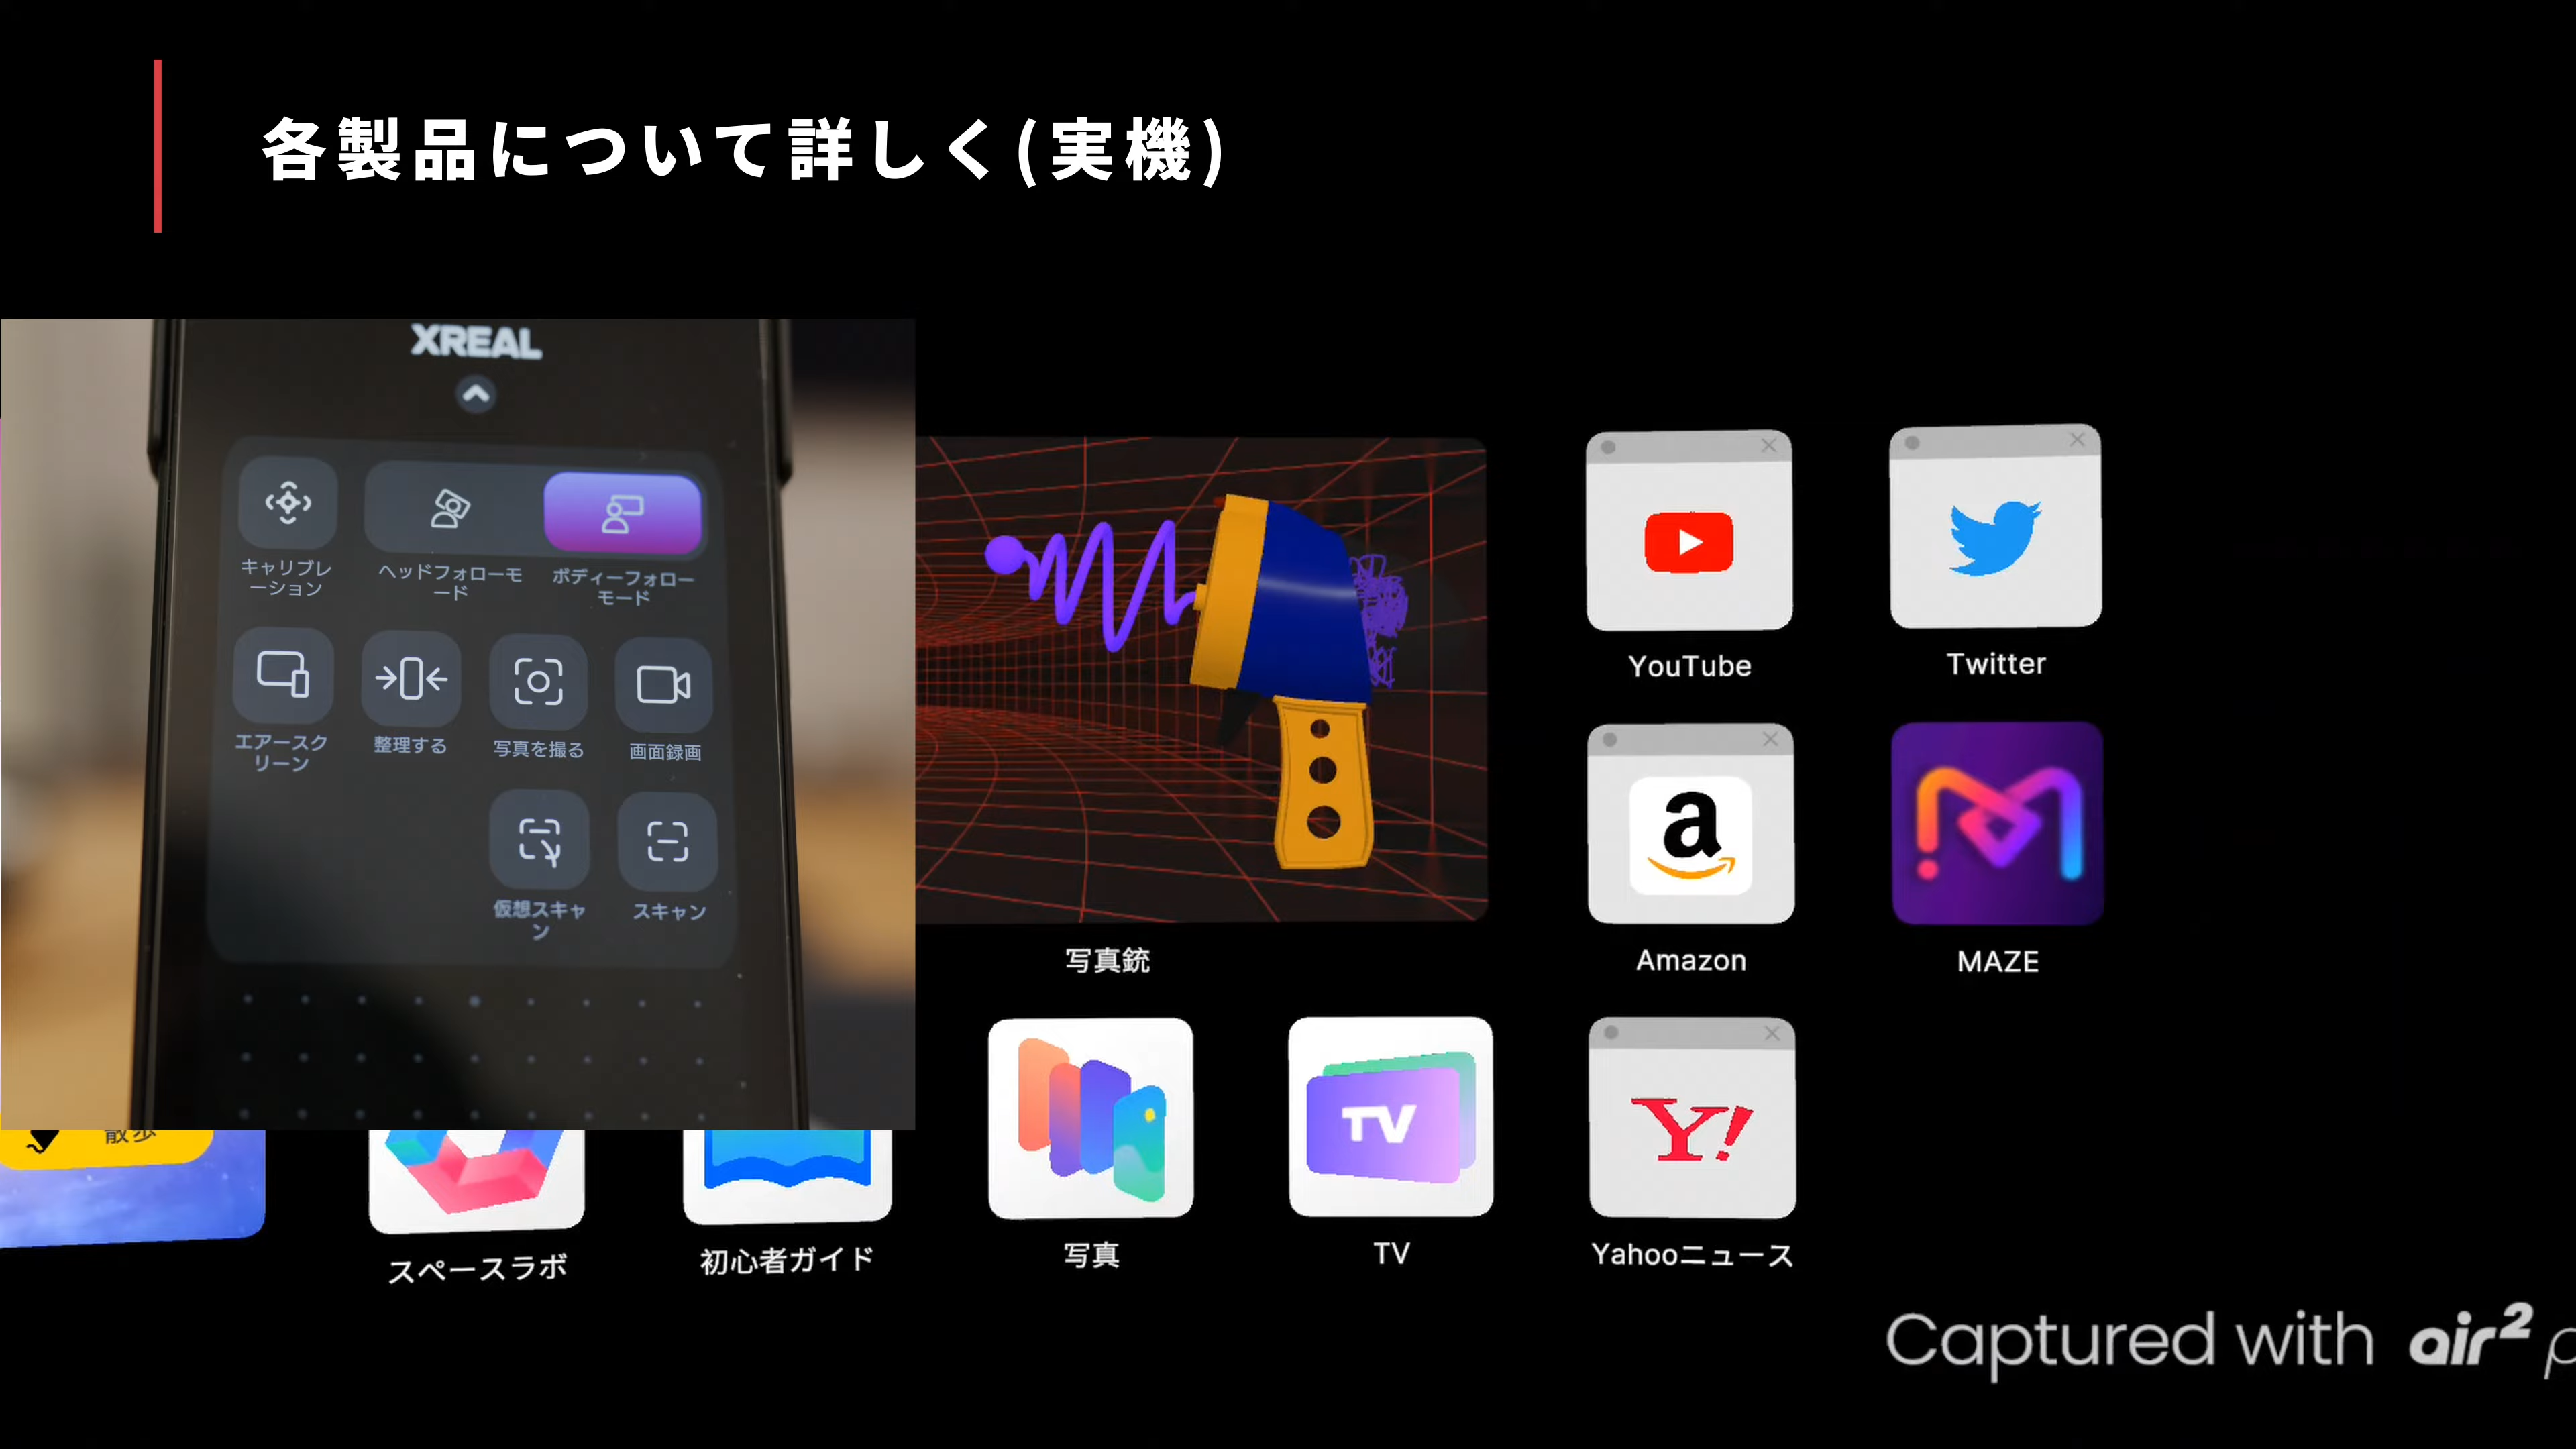 各製品について詳しく(実機)
XREAL
キャリブレ
ーション
ヘッドフォローモ
ード
ボディーフォロー
モード
エアースク
リーン
整理する
写真を撮る
画面録画
仮想スキャ
ン
スキャン
YouTube
Twitter
a
写真銃
Amazon
MAZE
散歩
TV
Y!
スペースラボ
初心者ガイド
写真
TV
Yahooニュース
Captured with air2 p